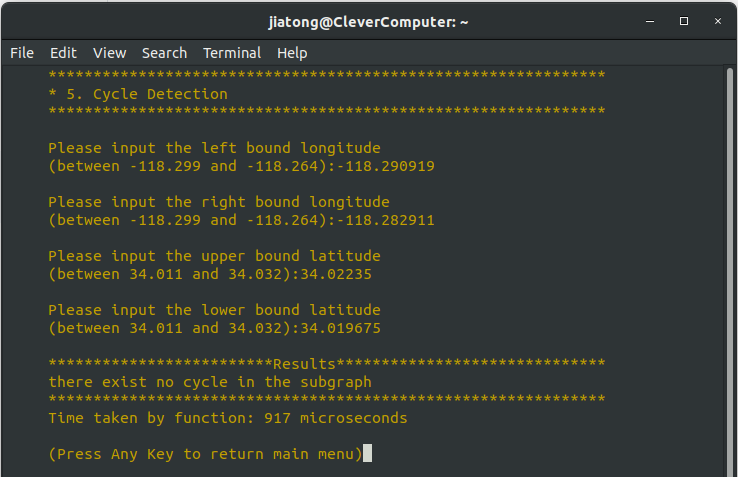 jiatong@CleverComputer: ~
File Edit View Search Terminal Help
**************************************************************
* 5. Cycle Detection
**************************************************************
Please input the left bound longitude
(between -118.299 and -118.264):-118.290919
Please input the right bound longitude
(between -118.299 and -118.264):-118.282911
Please input the upper bound latitude
(between 34.011 and 34.032):34.02235
Please input the lower bound latitude
(between 34.011 and 34.032):34.019675
*************************Results******************************
there exist no cycle in the subgraph
**************************************************************
Time taken by function: 917 microseconds
(Press Any Key to return main menu)